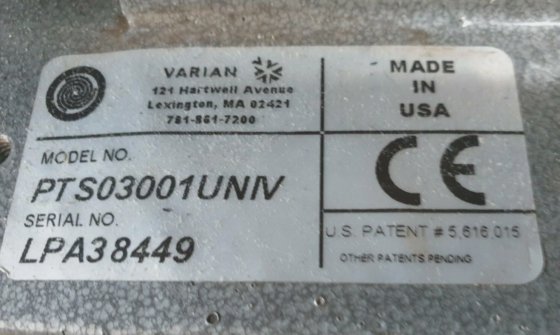 VARIAN
121 Hartwell Avenue
Lexington, MA 02421
781-861-7200
MADE
IN
USA
MODEL NO.
PTS03001UNIV
SERIAL NO.
LPA38449
CE
U.S. PATENT # 5,616,015
OTHER PATENTS PENDING